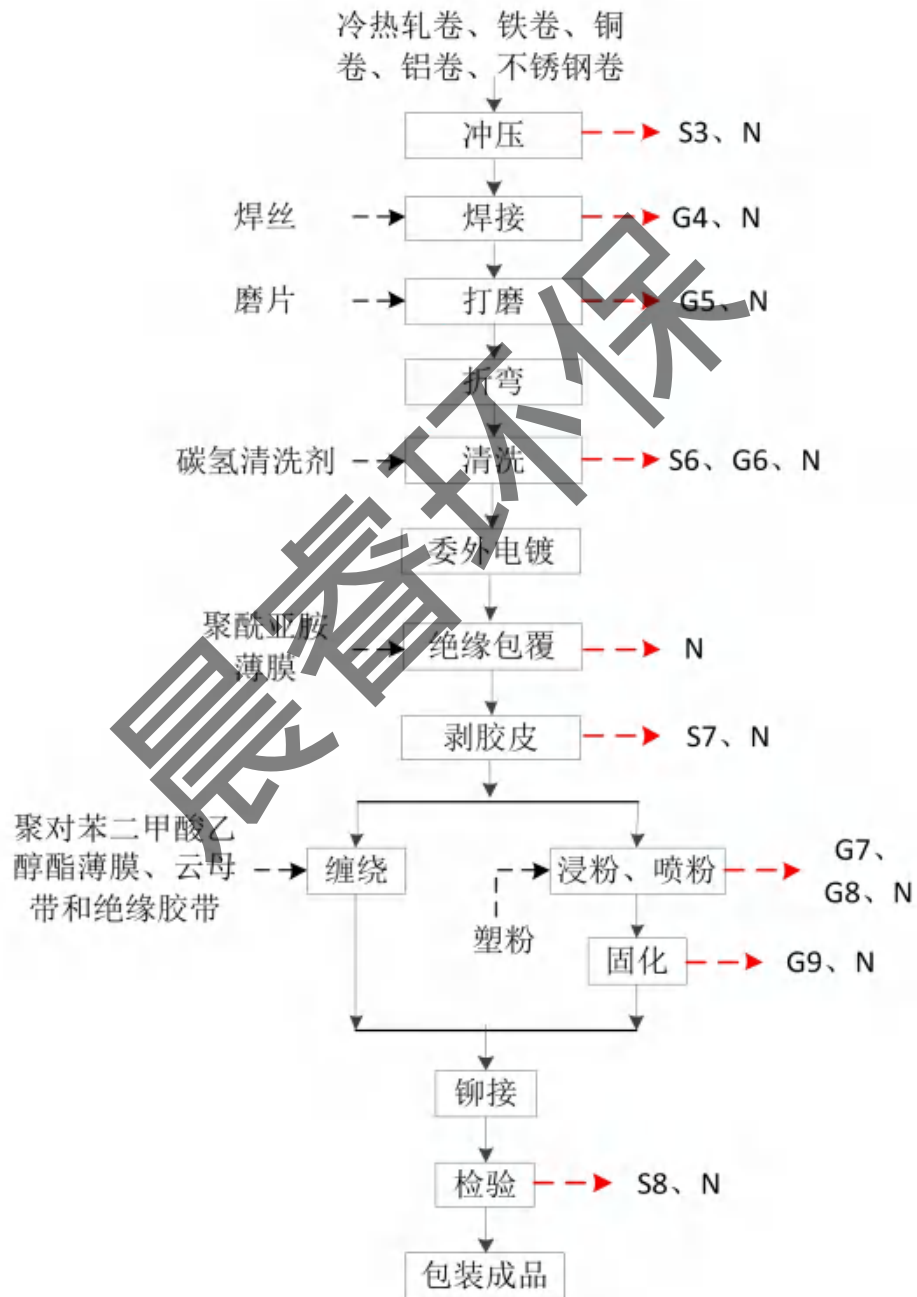 冷热轧卷、铁卷、铜
卷、铝卷、不锈钢卷
冲压
S3、N
焊丝
焊接
G4、N
磨片
打磨
G5、N
折弯
碳氢清洗剂
清洗
S6、G6、N
委外电镀
聚酰亚胺
薄膜
绝缘包覆
N
剥胶皮
S7、N
聚对苯二甲酸乙
醇酯薄膜、云母
带和绝缘胶带
缠绕
塑粉
浸粉、喷粉
G7、
G8、N
固化
G9、N
铆接
检验
S8、N
包装成品
晨睿环保